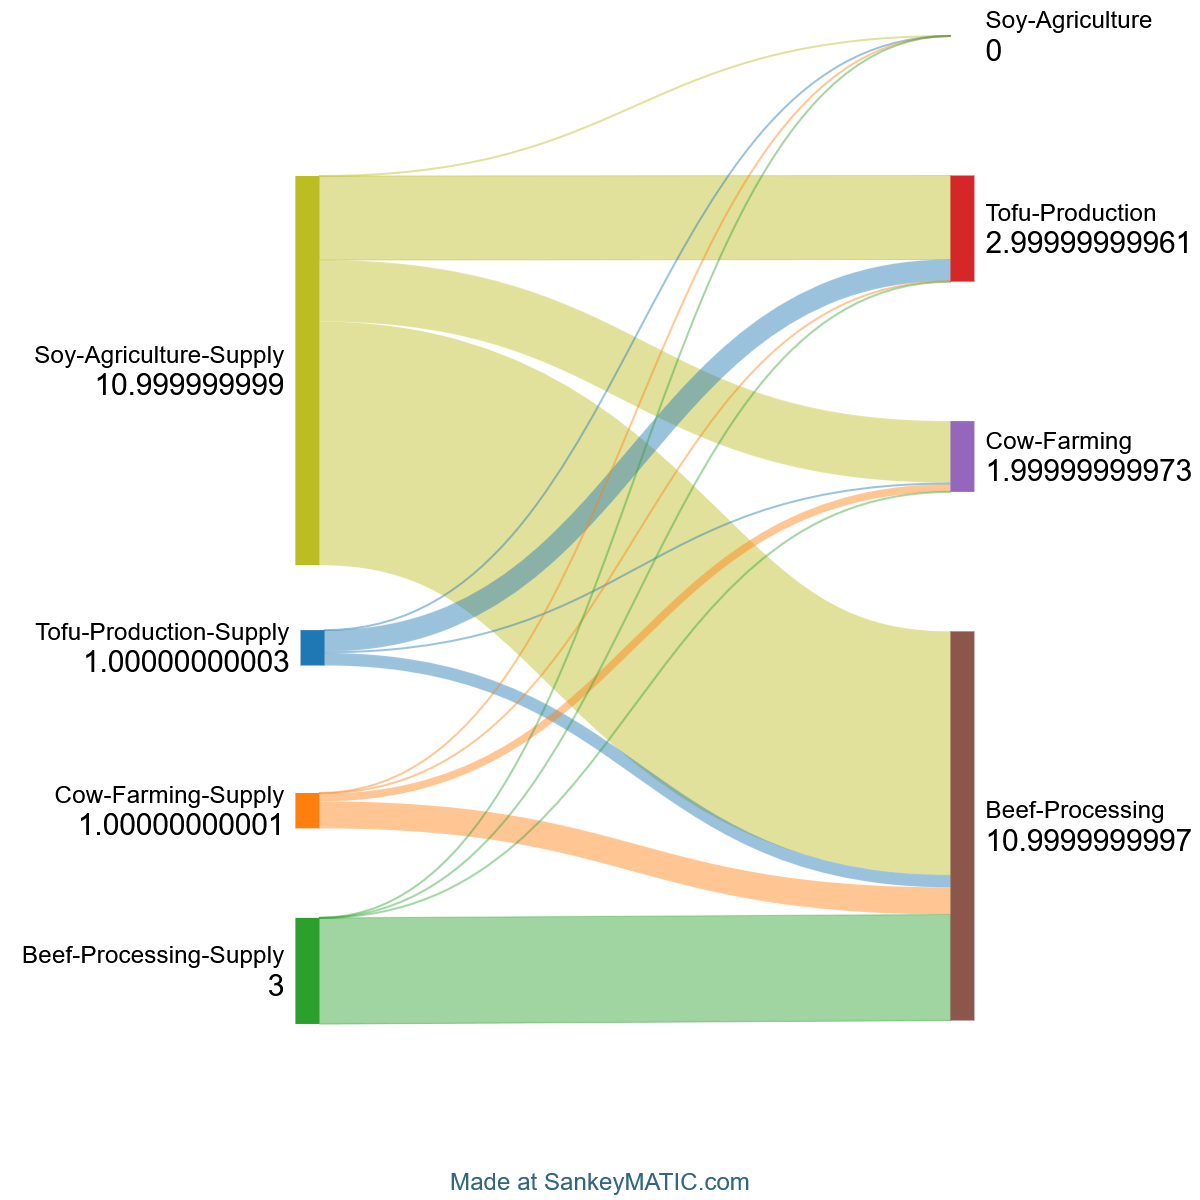 Soy-Agriculture
0
Tofu-Production
2.99999999961
Soy-Agriculture-Supply
10.999999999
Cow-Farming
1.99999999973
Tofu-Production-Supply
1.00000000003
Cow-Farming-Supply
1.00000000001
Beef-Processing
10.9999999997
Beef-Processing-Supply
3
Made at SankeyMATIC.com